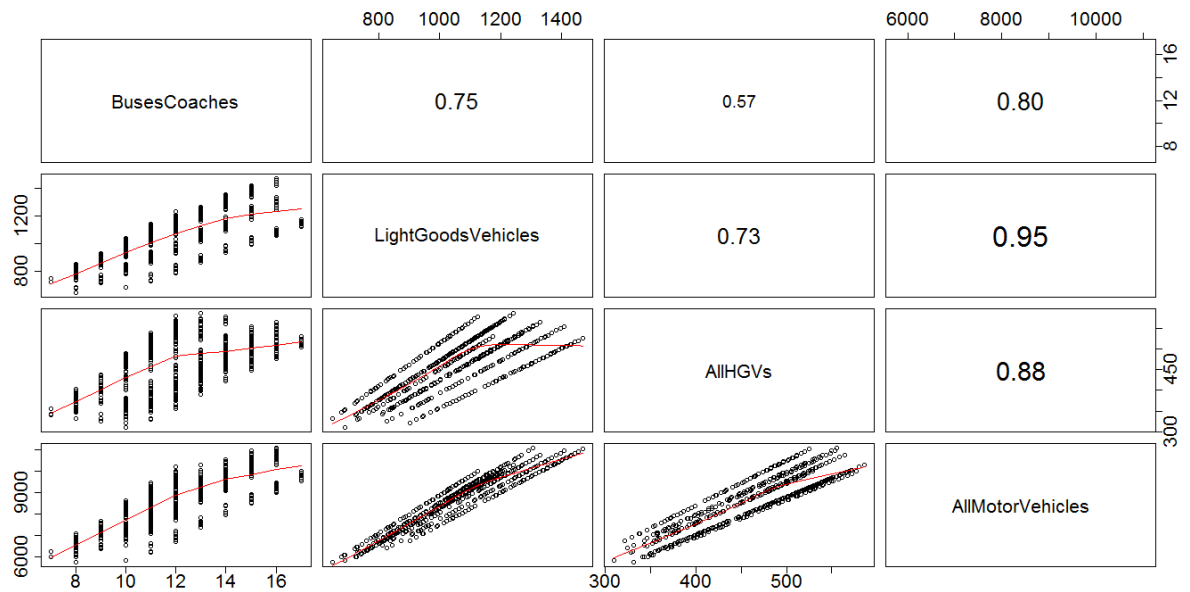 800 1000 1200 1400 6000 8000 10000
BusesCoaches 0.75 0.57 0.80 8 12 16
800 1200 LightGoodsVehicles 0.73 0.95
AllHGVs 0.88 300 450
6000 9000 AllMotorVehicles
8 10 12 14 16 300 400 500